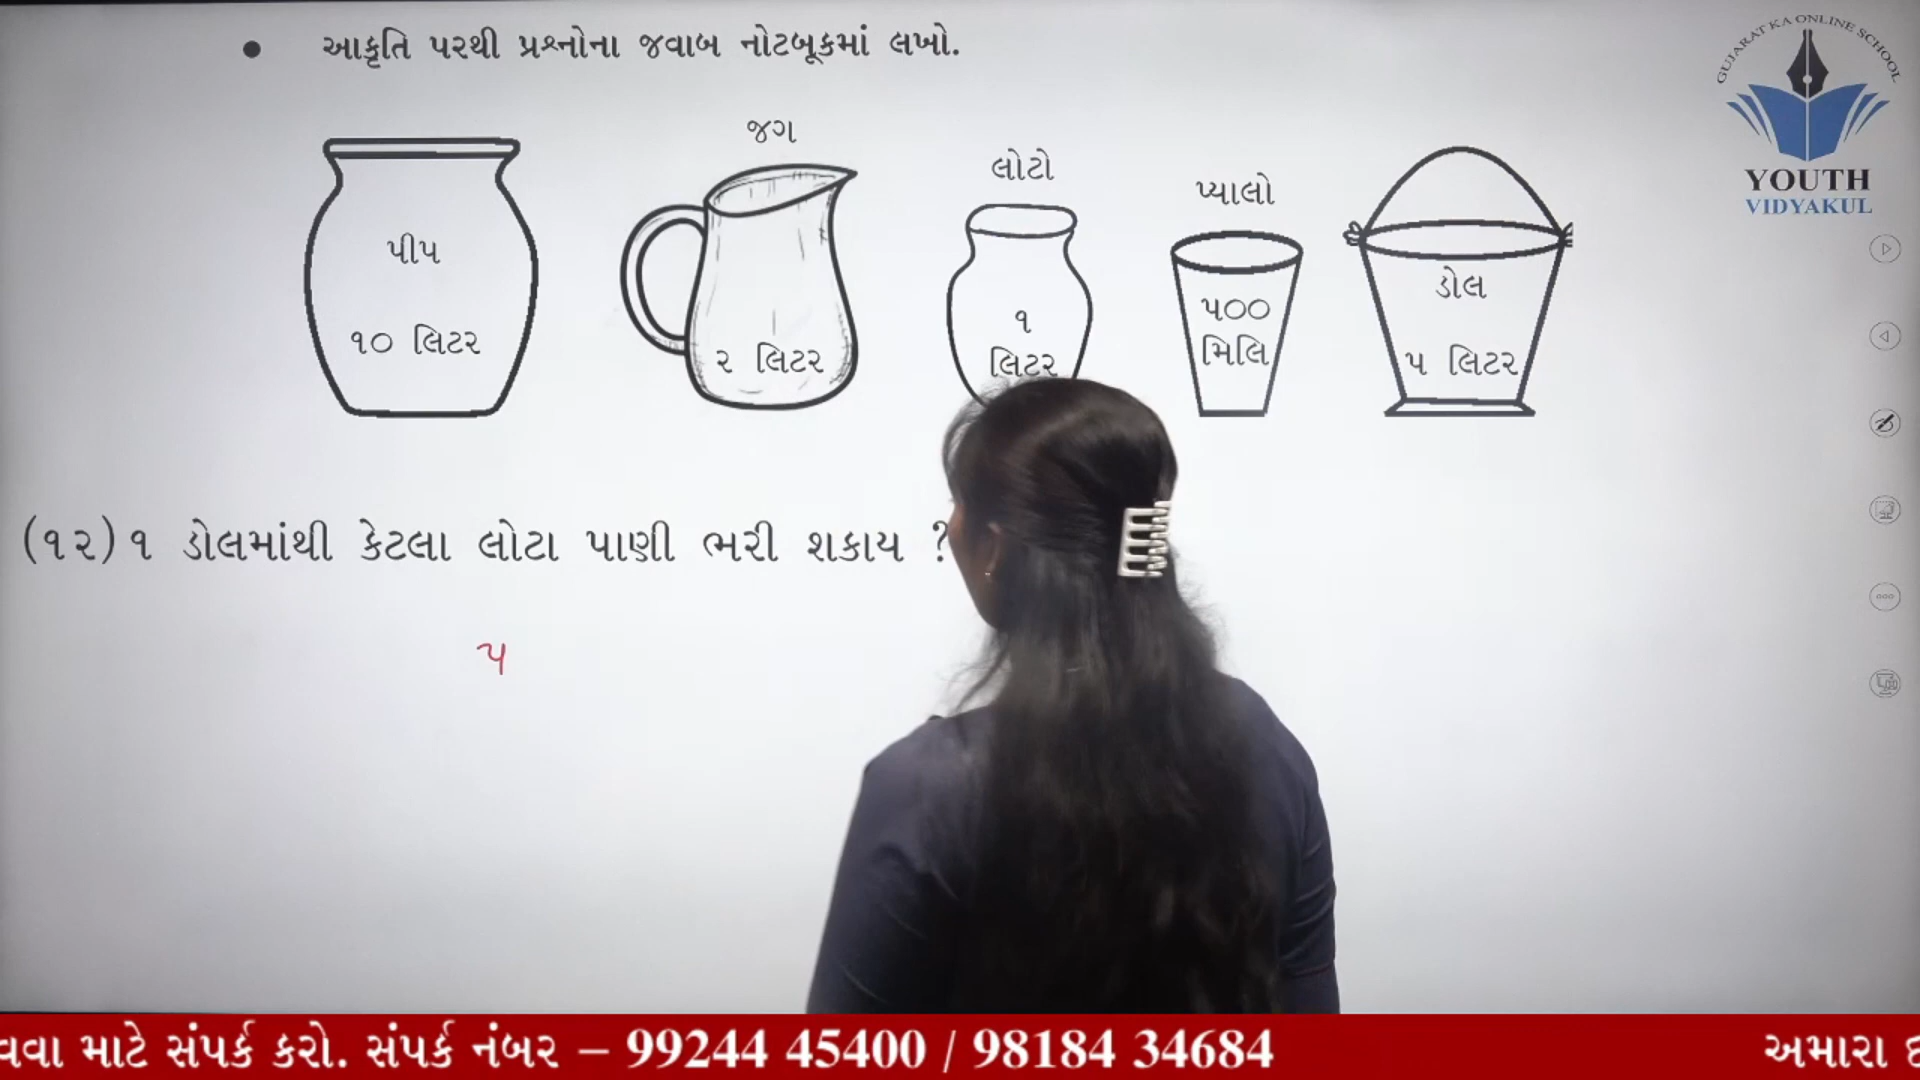 ● આકૃતિ પરથી પ્રશ્નોના જવાબ નોટબૂકમાં લખો.
GUJARAT KA ONLINE SCHOOL
YOUTH
VIDYAKUL
જગ
લોટો
પ્યાલો
પીપ
૧૦ લિટર
૨ લિટર
૧
લિટર
૫૦૦
મિલિ
ડોલ
૫ લિટર
(૧૨) ૧ ડોલમાંથી કેટલા લોટા પાણી ભરી શકાય ?
૫
વવા માટે સંપર્ક કરો. સંપર્ક નંબર – 99244 45400 / 98184 34684
અમારા